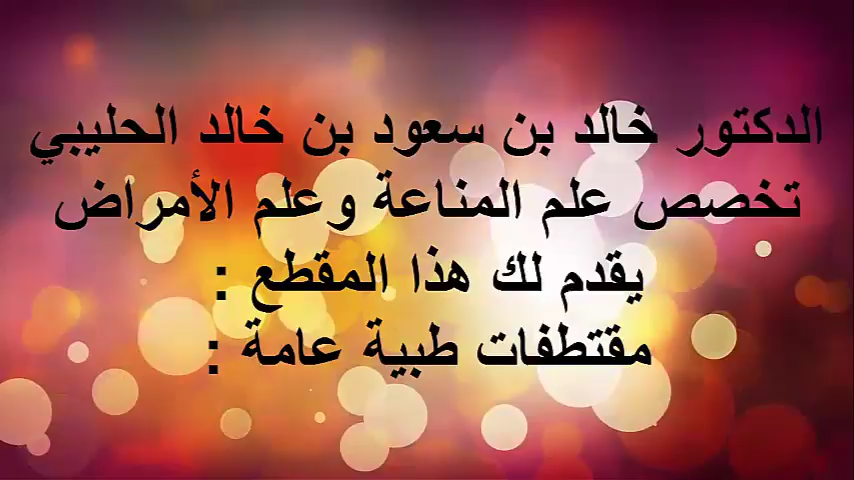 الدكتور خالد بن سعود بن خالد الحليبي
تخصص علم المناعة وعلم الأمراض
يقدم لك هذا المقطع :
مقتطفات طبية عامة :